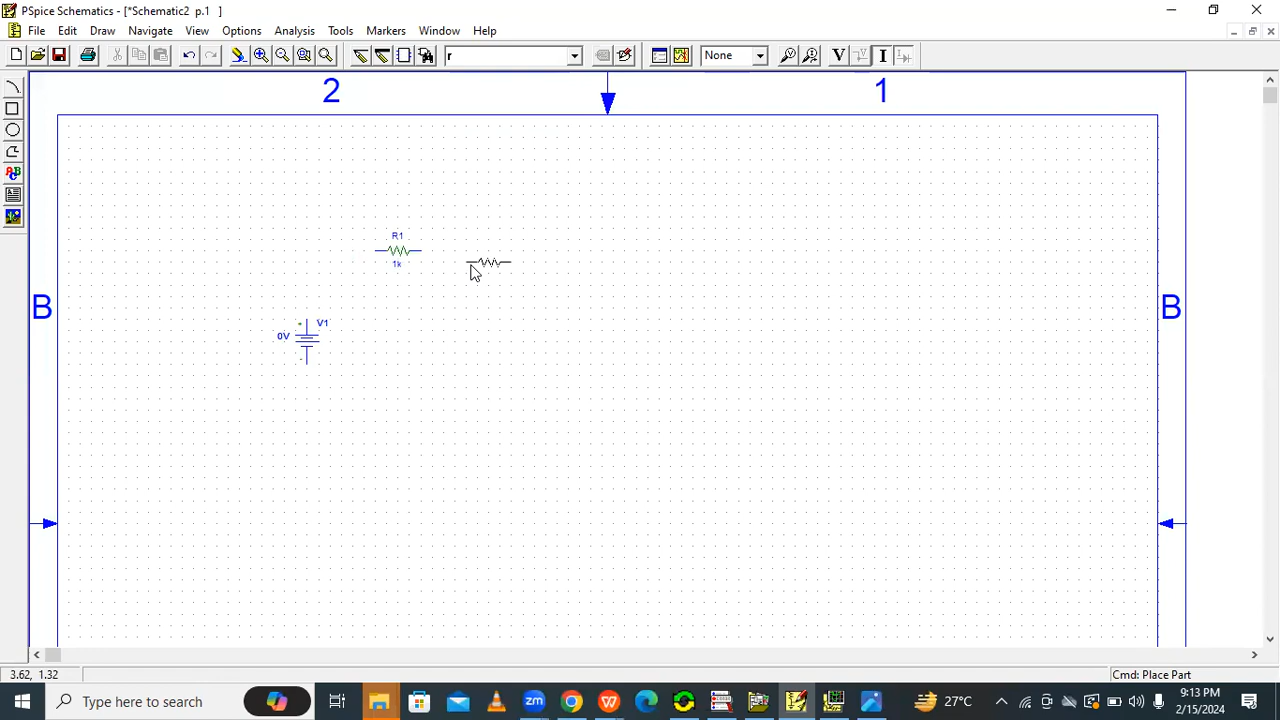 PSpice Schematics - [*Schematic2 p.1 ]
File Edit Draw Navigate View Options Analysis Tools Markers Window Help
r None V I
2 1
ABC
R1
1k
B B
+ V1
0V
-
3.62, 1.32 Cmd: Place Part
Type here to search 27°C 9:13 PM
2/15/2024